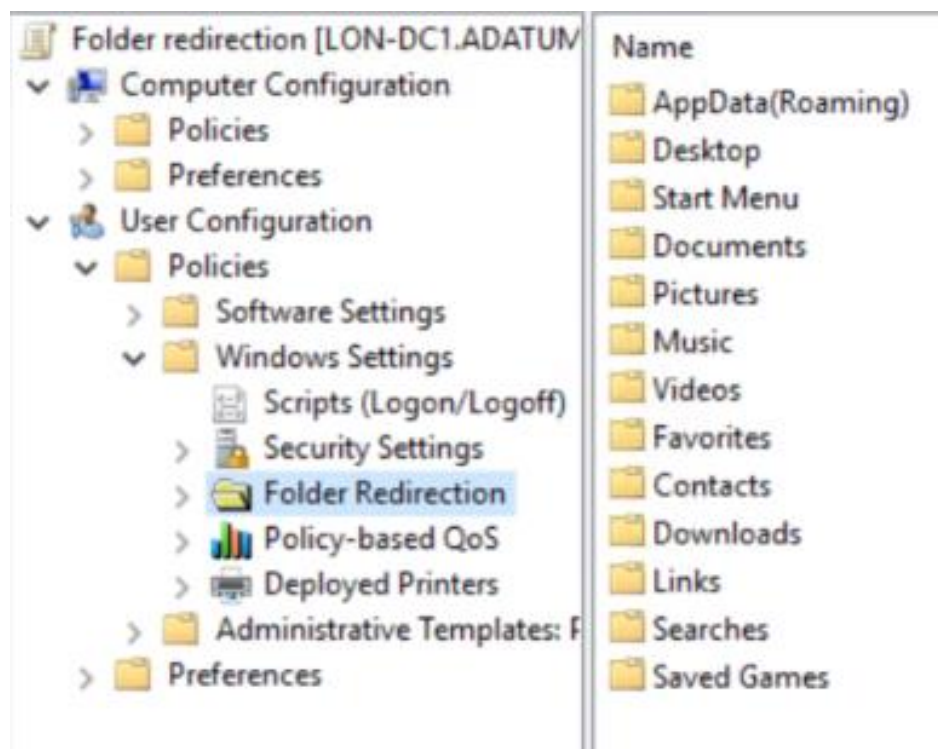 Folder redirection [LON-DC1.ADATUM
Computer Configuration
Policies
Preferences
User Configuration
Policies
Software Settings
Windows Settings
Scripts (Logon/Logoff)
Security Settings
Folder Redirection
Policy-based QoS
Deployed Printers
Administrative Templates:
Preferences
Name
AppData(Roaming)
Desktop
Start Menu
Documents
Pictures
Music
Videos
Favorites
Contacts
Downloads
Links
Searches
Saved Games